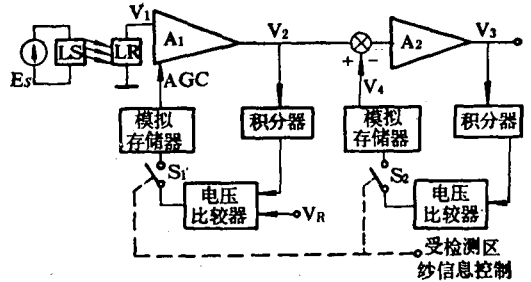 V₁
A₁
V₂
A₂
V₃
LS
LR
Es
AGC
+
−
V₄
模拟
存储器
积分器
模拟
存储器
积分器
S₁
电压
比较器
V_R
S₂
电压
比较器
受检测区
纱信息控制